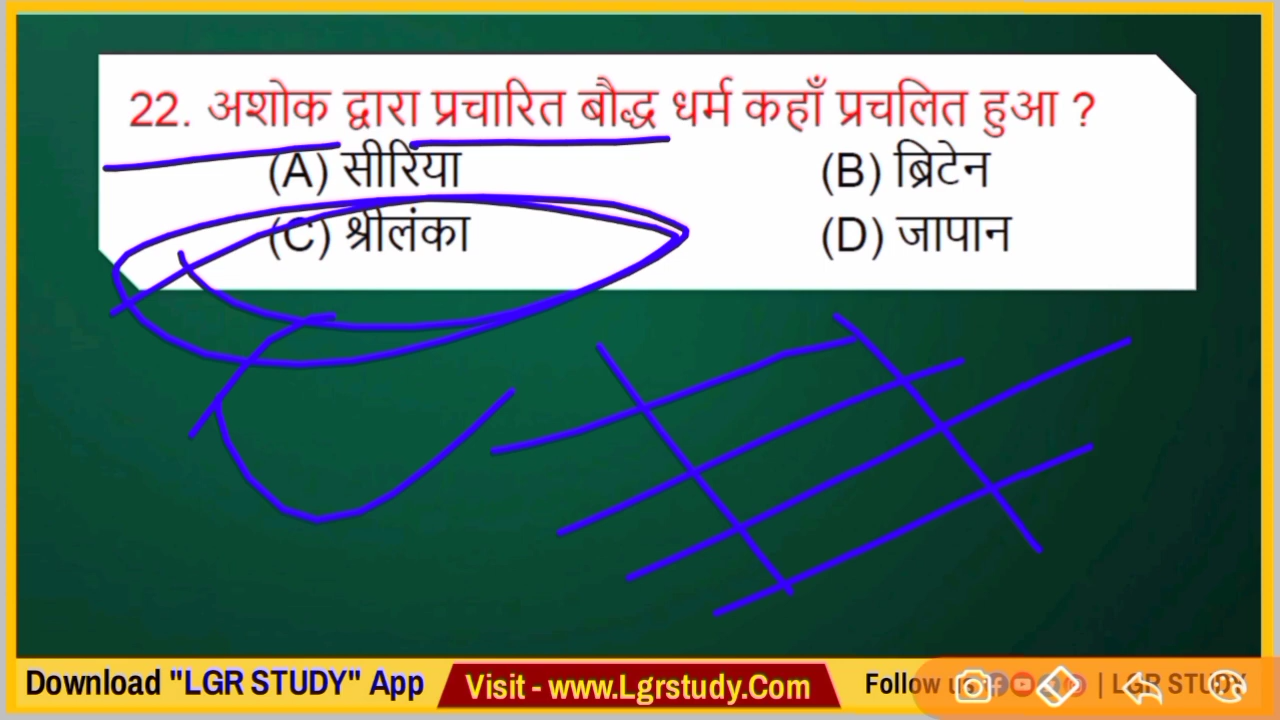 22. अशोक द्वारा प्रचारित बौद्ध धर्म कहाँ प्रचलित हुआ ?
(A) सीरिया (B) ब्रिटेन
(C) श्रीलंका (D) जापान
Download "LGR STUDY" App Visit - www.Lgrstudy.Com Follow us | LGR STUDY